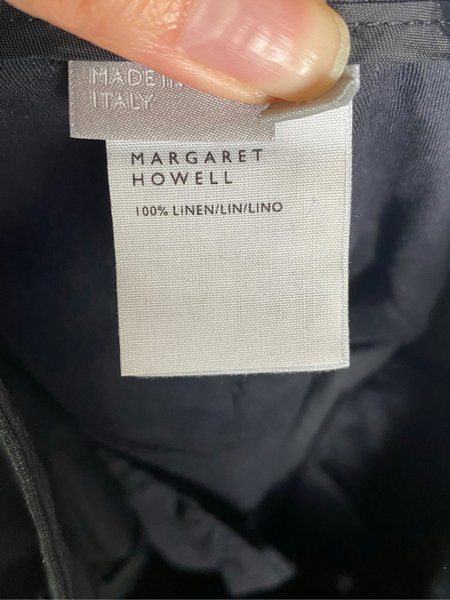 MADE IN
ITALY
MARGARET
HOWELL
100% LINEN/LIN/LINO